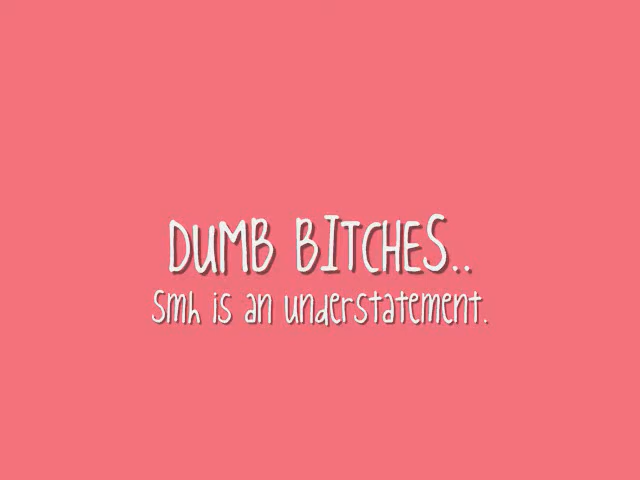 DUMB BITCHES..
Smh is an understatement.